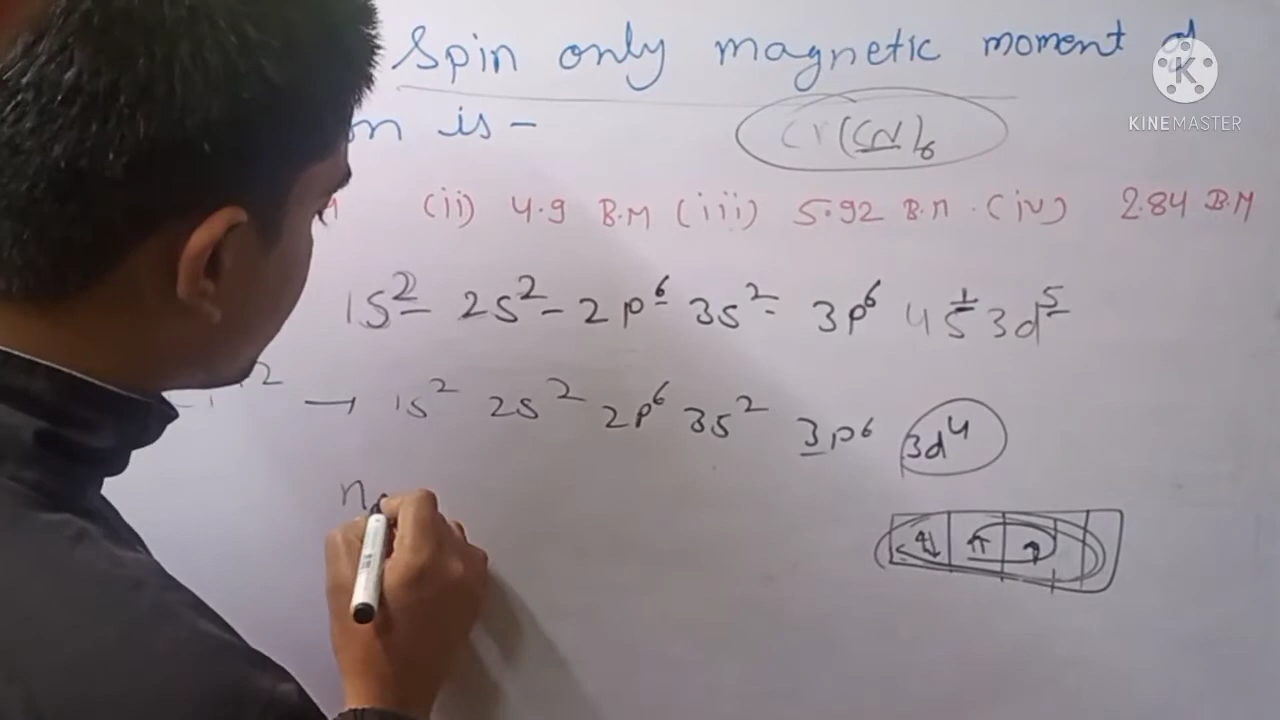 Spin only magnetic moment of
KINEMASTER
is - Cr(CN)6
(ii) 4.9 B.M (iii) 5.92 B.M. (iv) 2.84 B.M
1s2 2s2 2p6 3s2 3p6 4s1 3d5
→ 1s2 2s2 2p6 3s2 3p6 3d4